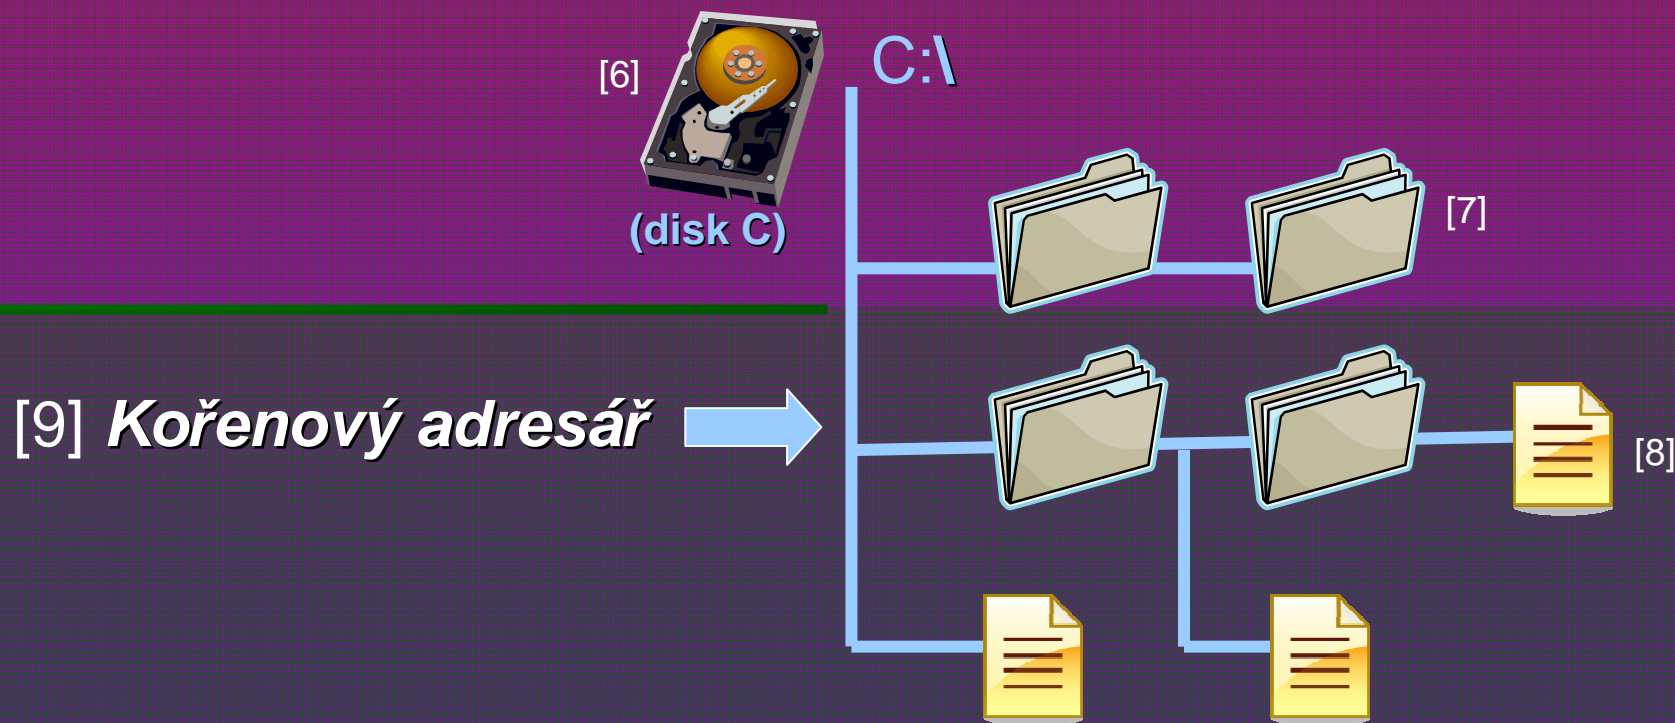 [6]
C:\
(disk C)
[7]
[9] Kořenový adresář
[8]